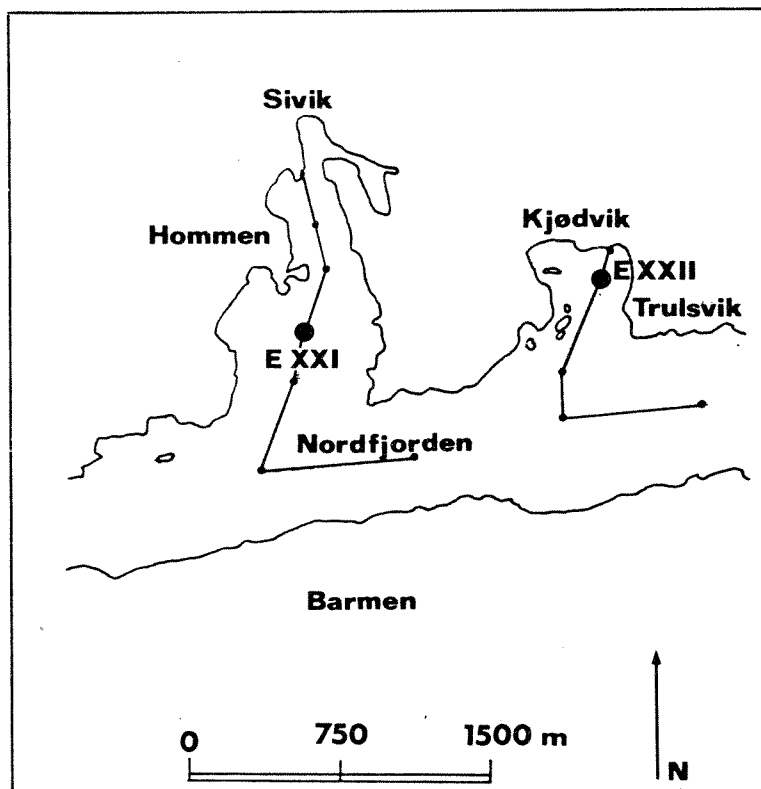 Sivik
Kjødvik
Hommen
E XXII
Trulsvik
E XXI
Nordfjorden
Barmen
0 750 1500 m
N